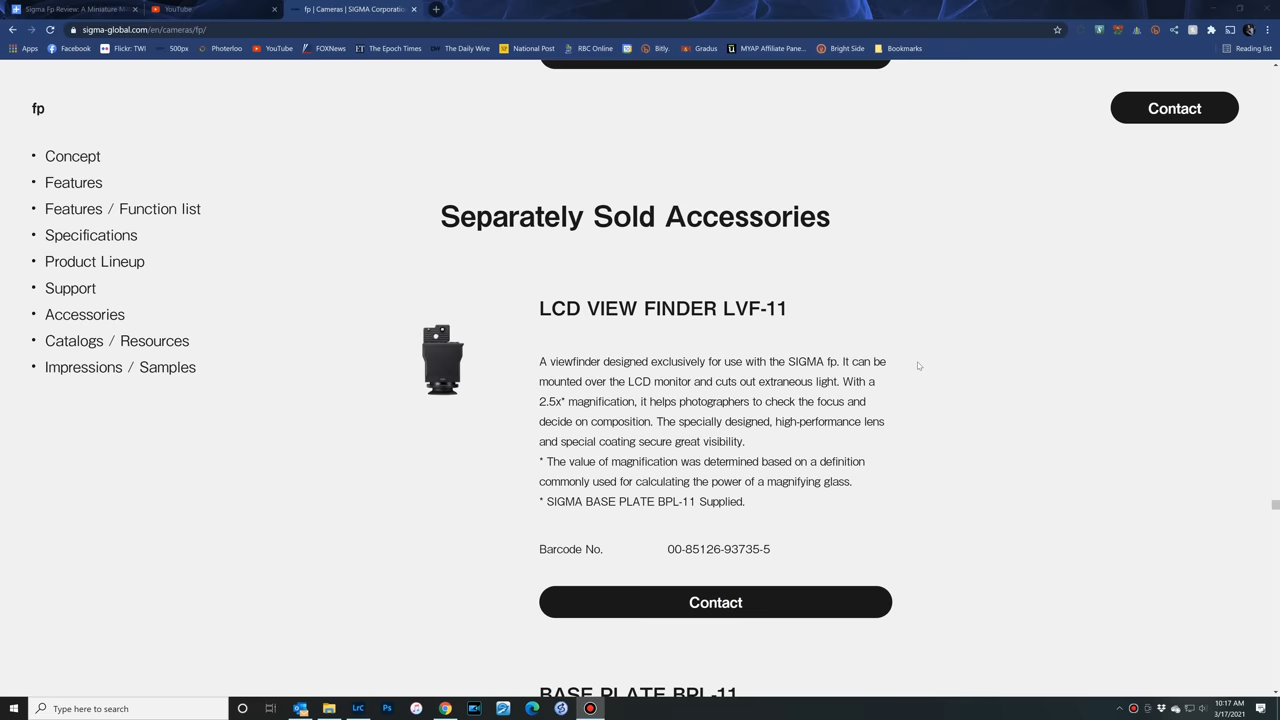 Sigma Fp Review: A Miniature M
YouTube
fp | Cameras | SIGMA Corporatio
sigma-global.com/en/cameras/fp/
Apps
Facebook
Flickr: TWI
500px
Photerloo
YouTube
FOXNews
ET The Epoch Times
The Daily Wire
National Post
RBC Online
Bitly.
Gradus
MYAP Affiliate Pane...
Bright Side
Bookmarks
Reading list
fp
Contact
• Concept
• Features
• Features / Function list
• Specifications
• Product Lineup
• Support
• Accessories
• Catalogs / Resources
• Impressions / Samples
Separately Sold Accessories
LCD VIEW FINDER LVF-11
A viewfinder designed exclusively for use with the SIGMA fp. It can be
mounted over the LCD monitor and cuts out extraneous light. With a
2.5x* magnification, it helps photographers to check the focus and
decide on composition. The specially designed, high-performance lens
and special coating secure great visibility.
* The value of magnification was determined based on a definition
commonly used for calculating the power of a magnifying glass.
* SIGMA BASE PLATE BPL-11 Supplied.
Barcode No. 00-85126-93735-5
Contact
BASE PLATE BPL-11
Type here to search
LrC
Ps
10:17 AM
3/17/2021